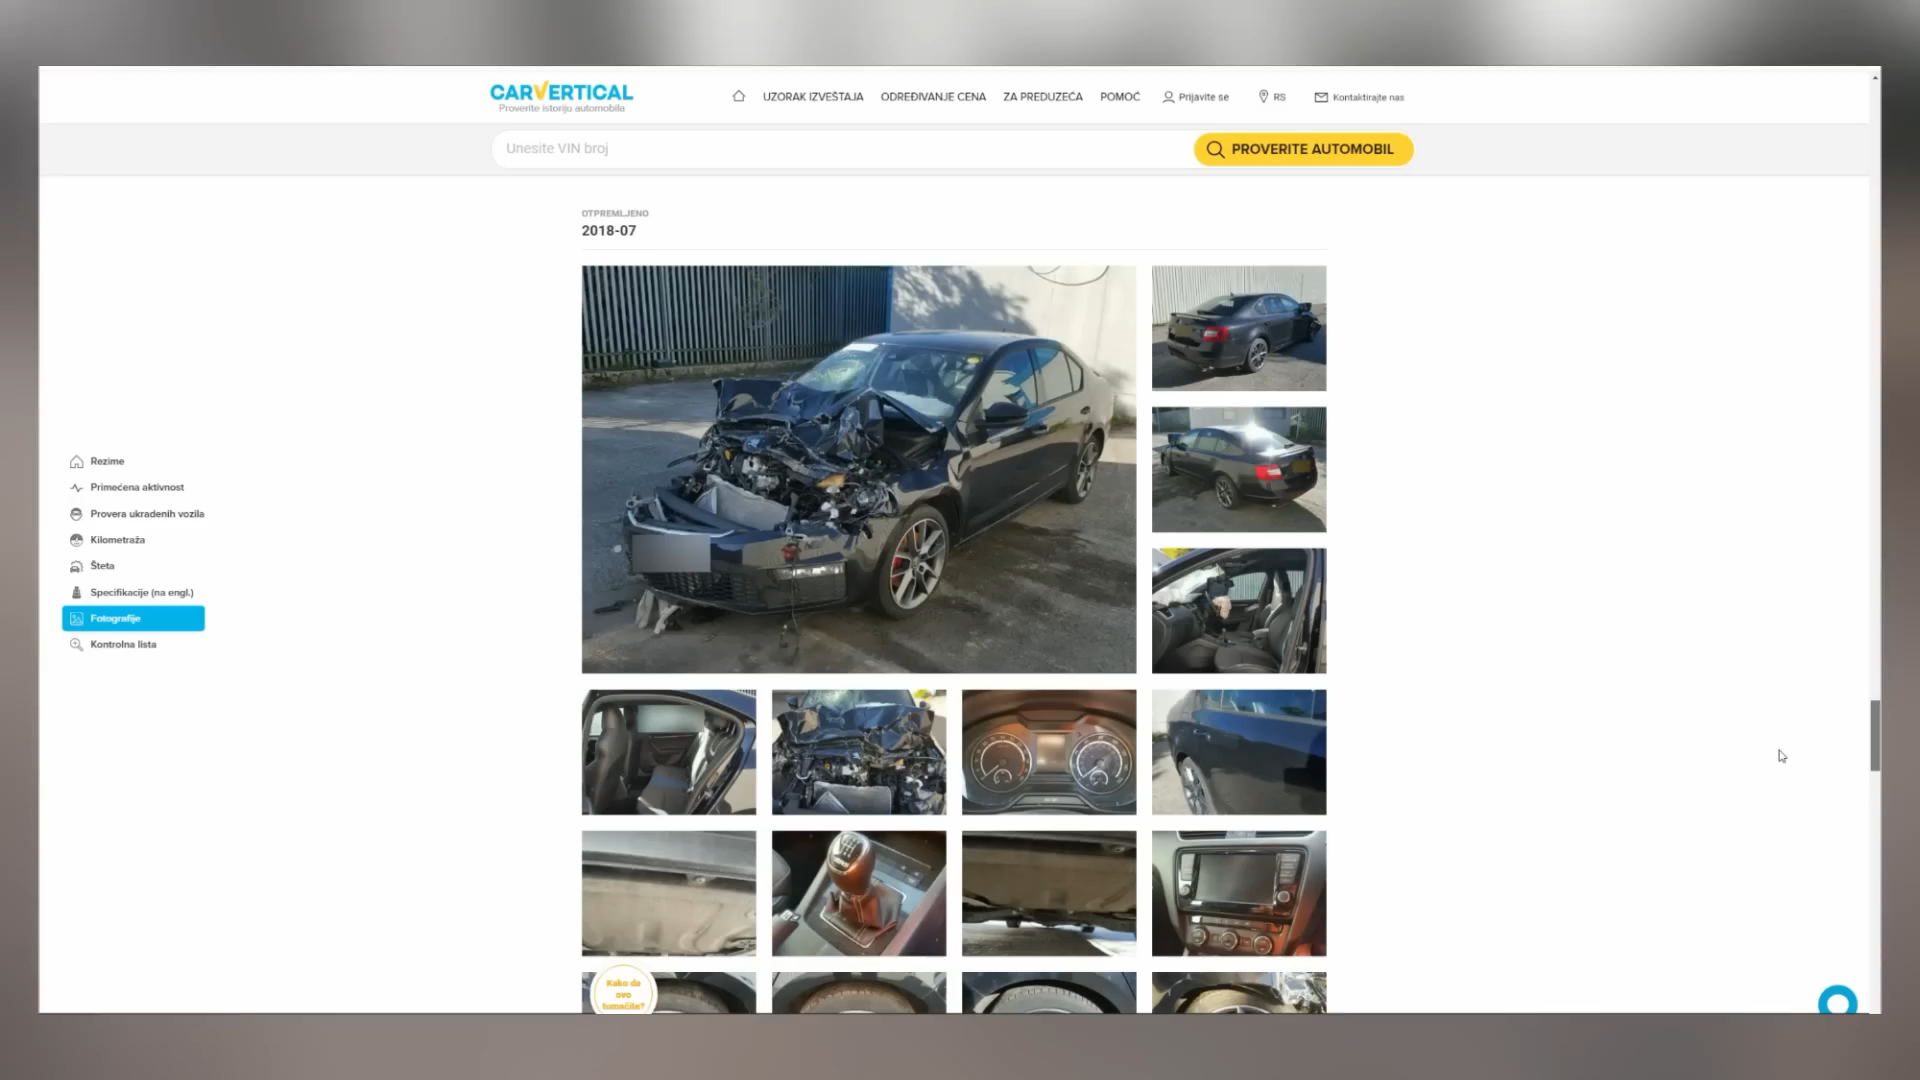 CARVERTICAL
Proverite istoriju automobila
UZORAK IZVEŠTAJA
ODREĐIVANJE CENA
ZA PREDUZEĆA
POMOĆ
Prijavite se
RS
Kontaktirajte nas
Unesite VIN broj
PROVERITE AUTOMOBIL
OTPREMLJENO
2018-07
Rezime
Primećena aktivnost
Provera ukradenih vozila
Kilometraža
Šteta
Specifikacije (na engl.)
Fotografije
Kontrolna lista
Kako da
ovo
tumačite?